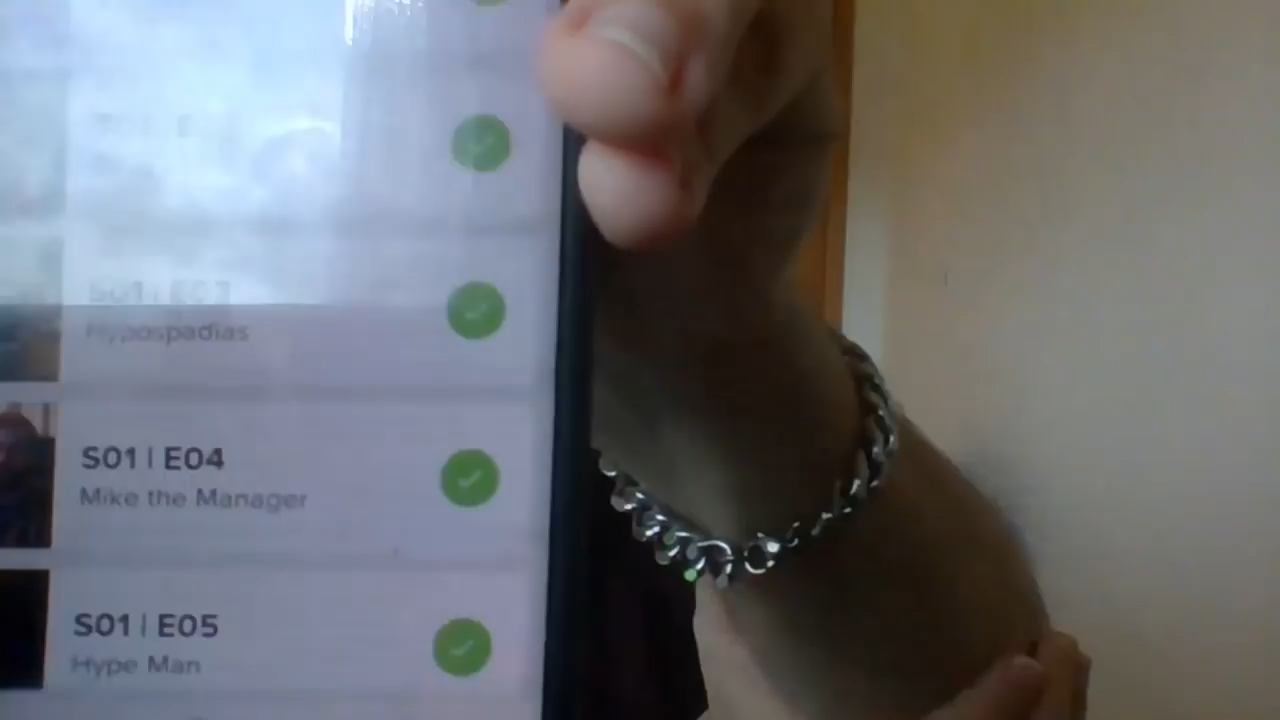 S01 | E03
Hypospadias
S01 | E04
Mike the Manager
S01 | E05
Hype Man